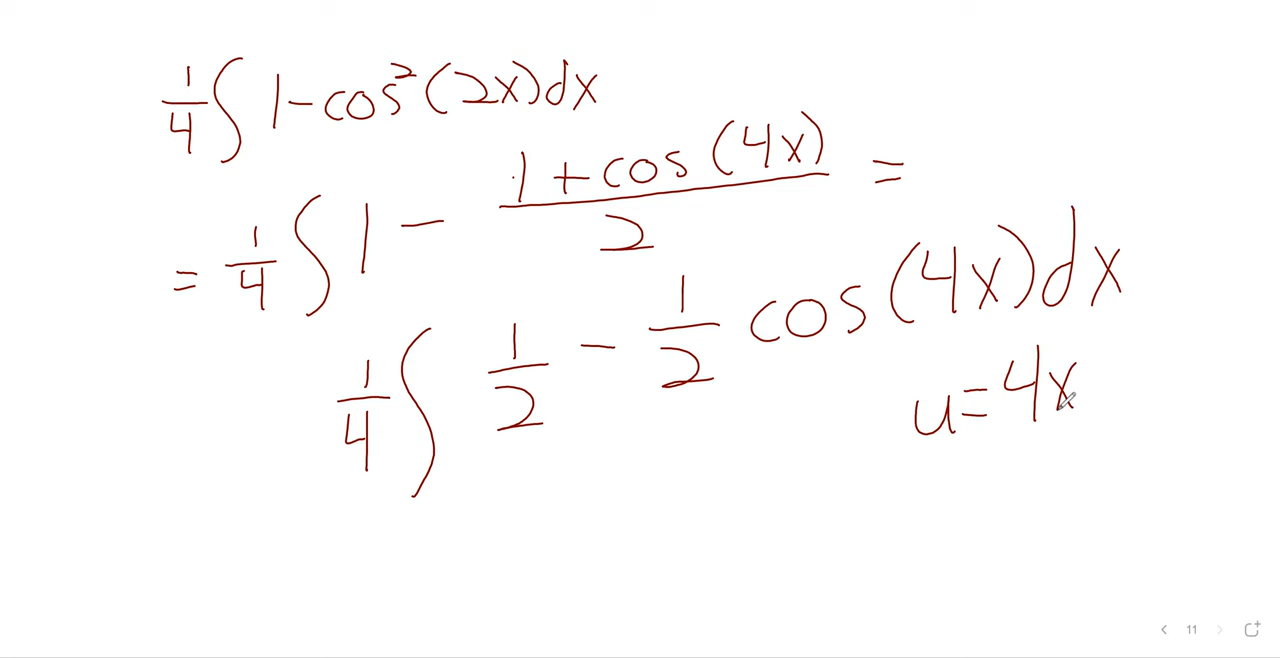 1/4 ∫ 1 - cos² (2x) dx
= 1/4 ∫ 1 - (1 + cos (4x))/2 =
1/4 ∫ 1/2 - 1/2 cos (4x) dx
u = 4x
11